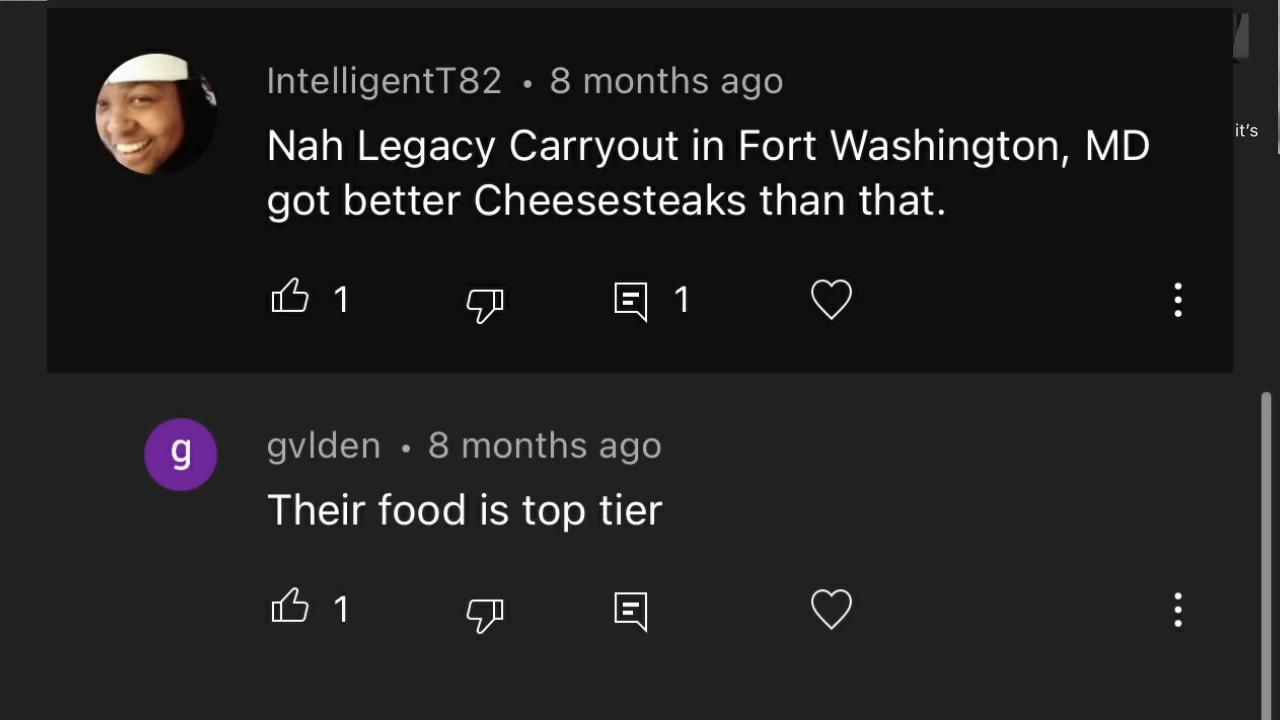 IntelligentT82 • 8 months ago
it's
Nah Legacy Carryout in Fort Washington, MD
got better Cheesesteaks than that.
1 1
g gvlden • 8 months ago
Their food is top tier
1